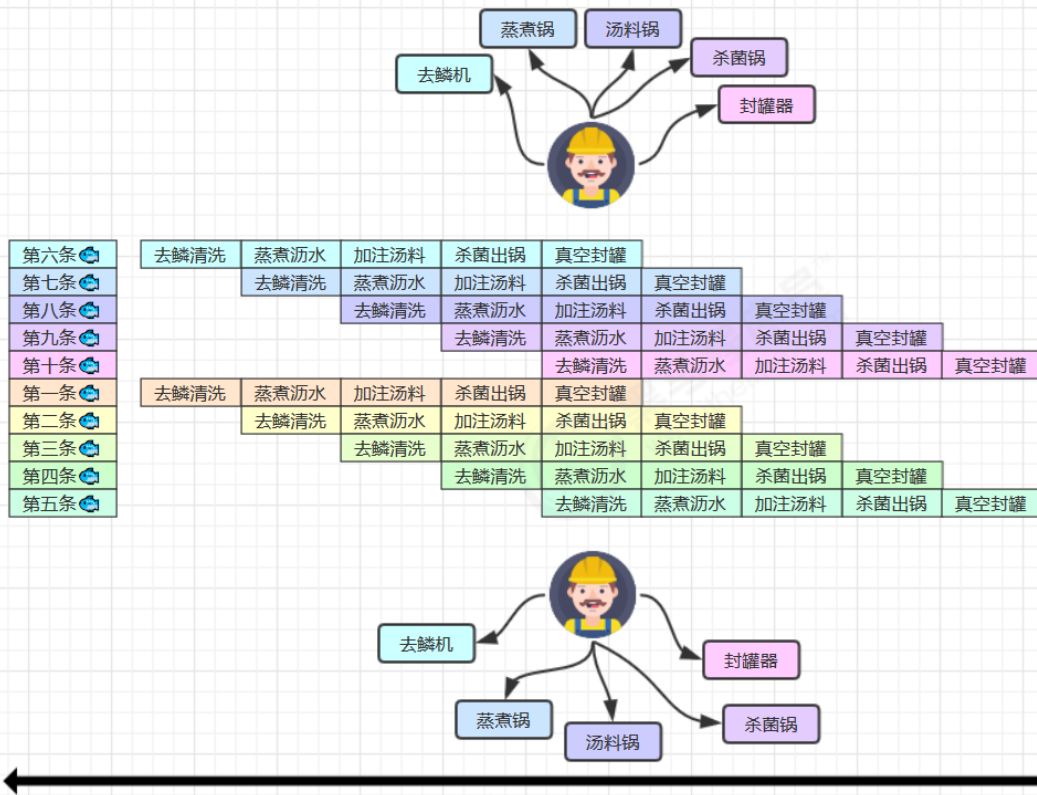 蒸煮锅 汤料锅
杀菌锅
去鳞机
封罐器
第六条 去鳞清洗 蒸煮沥水 加注汤料 杀菌出锅 真空封罐
第七条 去鳞清洗 蒸煮沥水 加注汤料 杀菌出锅 真空封罐
第八条 去鳞清洗 蒸煮沥水 加注汤料 杀菌出锅 真空封罐
第九条 去鳞清洗 蒸煮沥水 加注汤料 杀菌出锅 真空封罐
第十条 去鳞清洗 蒸煮沥水 加注汤料 杀菌出锅 真空封罐
第一条 去鳞清洗 蒸煮沥水 加注汤料 杀菌出锅 真空封罐
第二条 去鳞清洗 蒸煮沥水 加注汤料 杀菌出锅 真空封罐
第三条 去鳞清洗 蒸煮沥水 加注汤料 杀菌出锅 真空封罐
第四条 去鳞清洗 蒸煮沥水 加注汤料 杀菌出锅 真空封罐
第五条 去鳞清洗 蒸煮沥水 加注汤料 杀菌出锅 真空封罐
去鳞机
封罐器
蒸煮锅
杀菌锅
汤料锅